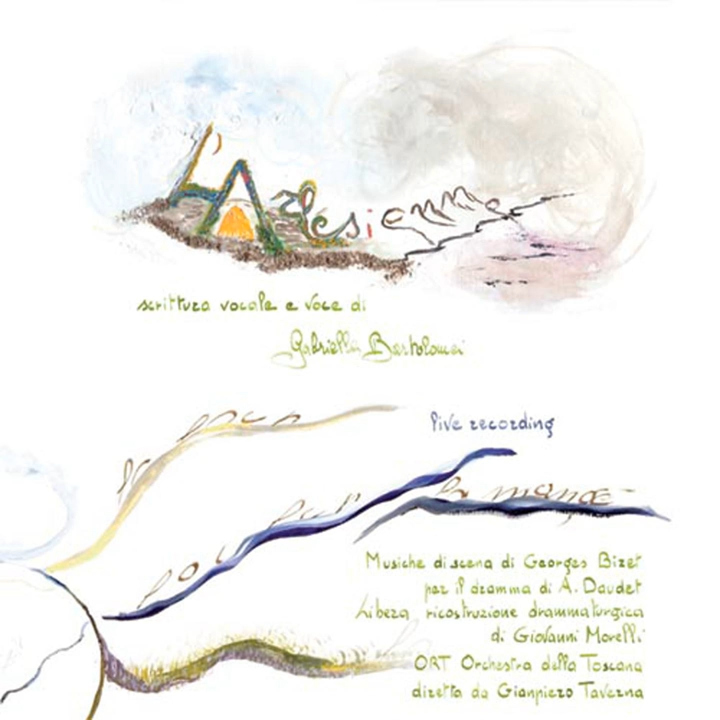 L'Arlésienne
scrittura vocale e voce di
Gabriella Bartolomei
live recording
Musiche di scena di Georges Bizet
per il dramma di A. Daudet
Libera ricostruzione drammaturgica
di Giovanni Morelli
ORT Orchestra della Toscana
diretta da Gianpiero Taverna